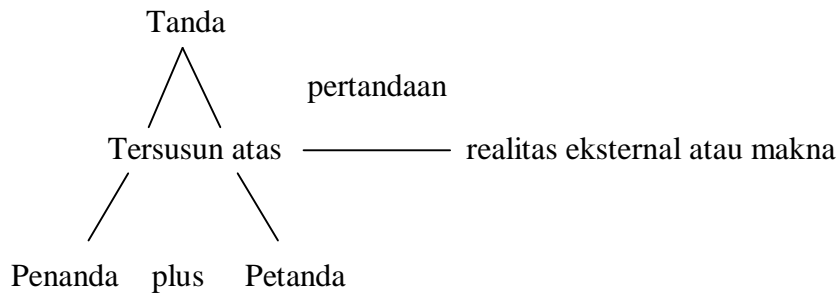 Tanda
pertandaan
Tersusun atas realitas eksternal atau makna
Penanda plus Petanda